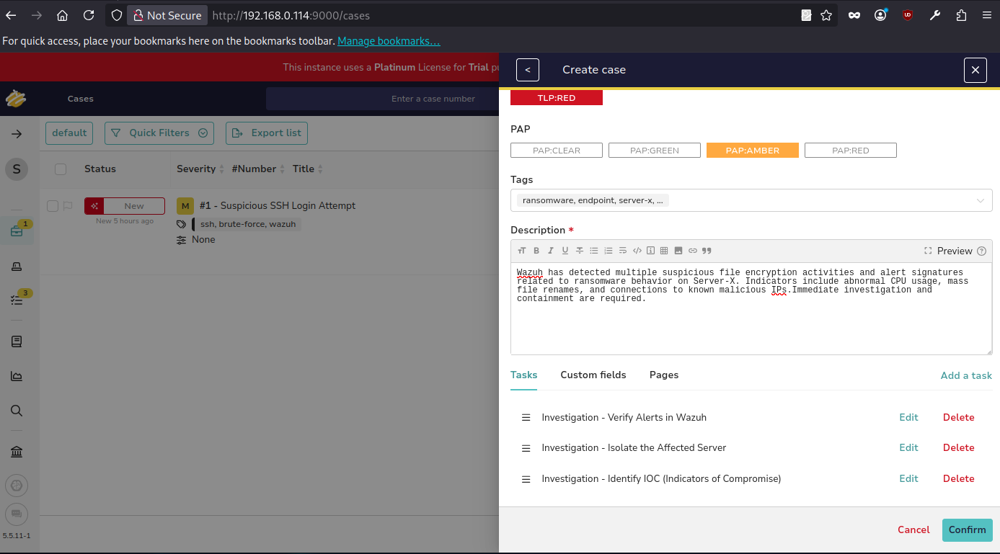 Not Secure http://192.168.0.114:9000/cases
For quick access, place your bookmarks here on the bookmarks toolbar. Manage bookmarks...
This instance uses a Platinum License for Trial pu
< Create case
Cases
Enter a case number
TLP:RED
default Quick Filters Export list
PAP
PAP:CLEAR PAP:GREEN PAP:AMBER PAP:RED
S
Status Severity #Number Title
Tags
ransomware, endpoint, server-x, ...
New M #1 - Suspicious SSH Login Attempt
New 5 hours ago
ssh, brute-force, wazuh
None
1
3
Description *
Preview
Wazuh has detected multiple suspicious file encryption activities and alert signatures
related to ransomware behavior on Server-X. Indicators include abnormal CPU usage, mass
file renames, and connections to known malicious IPs.Immediate investigation and
containment are required.
Tasks Custom fields Pages Add a task
Investigation - Verify Alerts in Wazuh Edit Delete
Investigation - Isolate the Affected Server Edit Delete
Investigation - Identify IOC (Indicators of Compromise) Edit Delete
Cancel Confirm
5.5.11-1